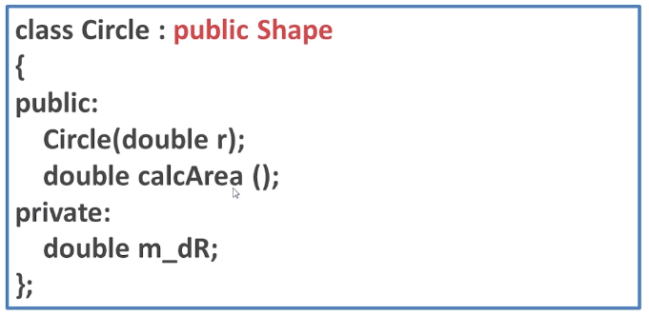 class Circle : public Shape
{
public:
Circle(double r);
double calcArea ();
private:
double m_dR;
};